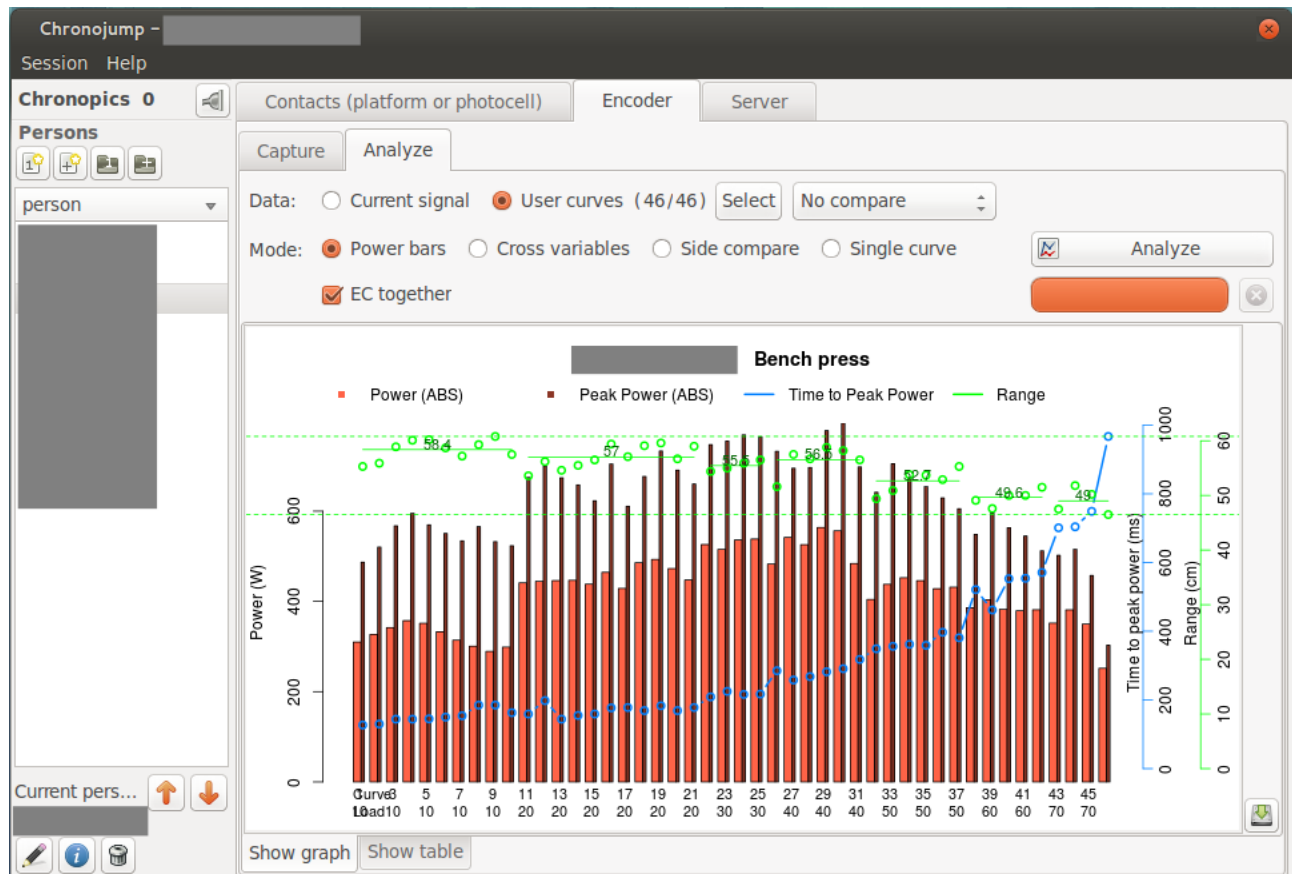 Chronojump –
Session Help
Chronopics 0
Persons
person
Current pers...
Contacts (platform or photocell) Encoder Server
Capture Analyze
Data: Current signal User curves (46/46) Select No compare
Mode: Power bars Cross variables Side compare Single curve Analyze
EC together
Bench press
Power (ABS) Peak Power (ABS) Time to Peak Power Range
58.4 57 55.5 56.5 52.7 49.6 49
Power (W)
0 200 400 600
Time to peak power (ms)
0 200 400 600 800 1000
Range (cm)
0 10 20 30 40 50 60
Curve 1 3 5 7 9 11 13 15 17 19 21 23 25 27 29 31 33 35 37 39 41 43 45
Load 10 10 10 10 10 20 20 20 20 20 20 30 30 40 40 40 50 50 50 60 60 70 70
Show graph Show table